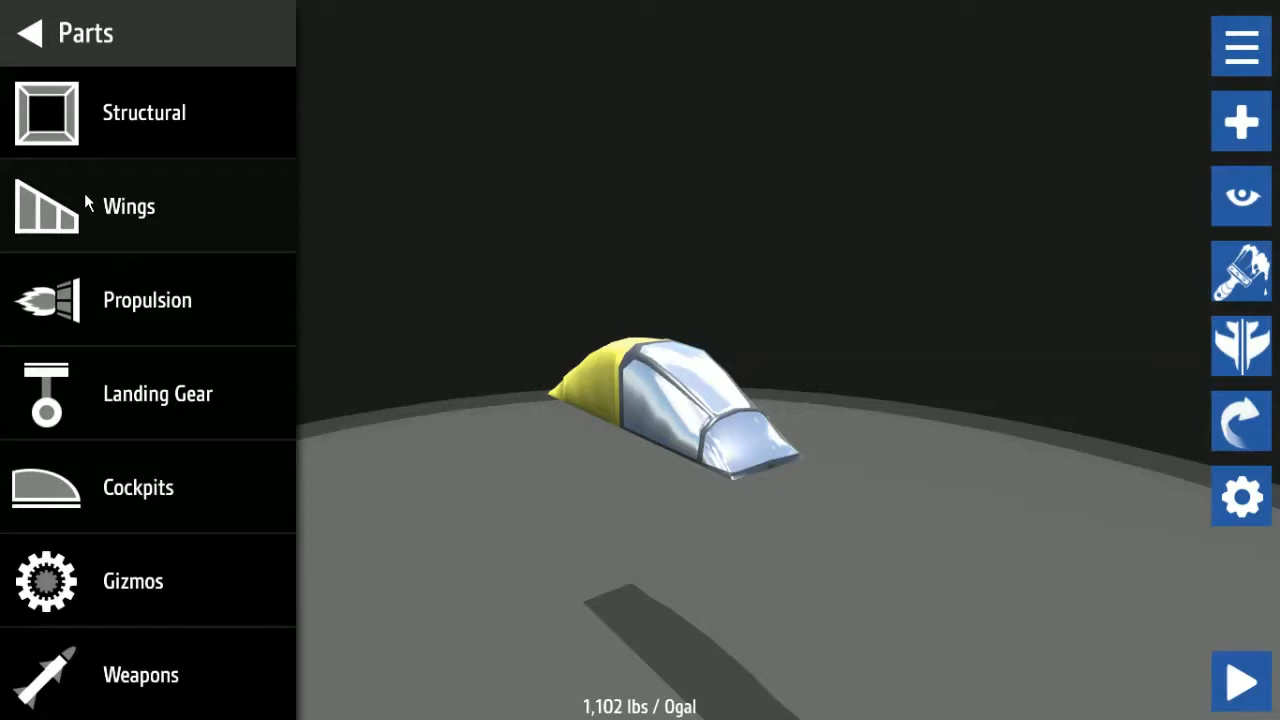 Parts
Structural
Wings
Propulsion
Landing Gear
Cockpits
Gizmos
Weapons
1,102 lbs / 0gal